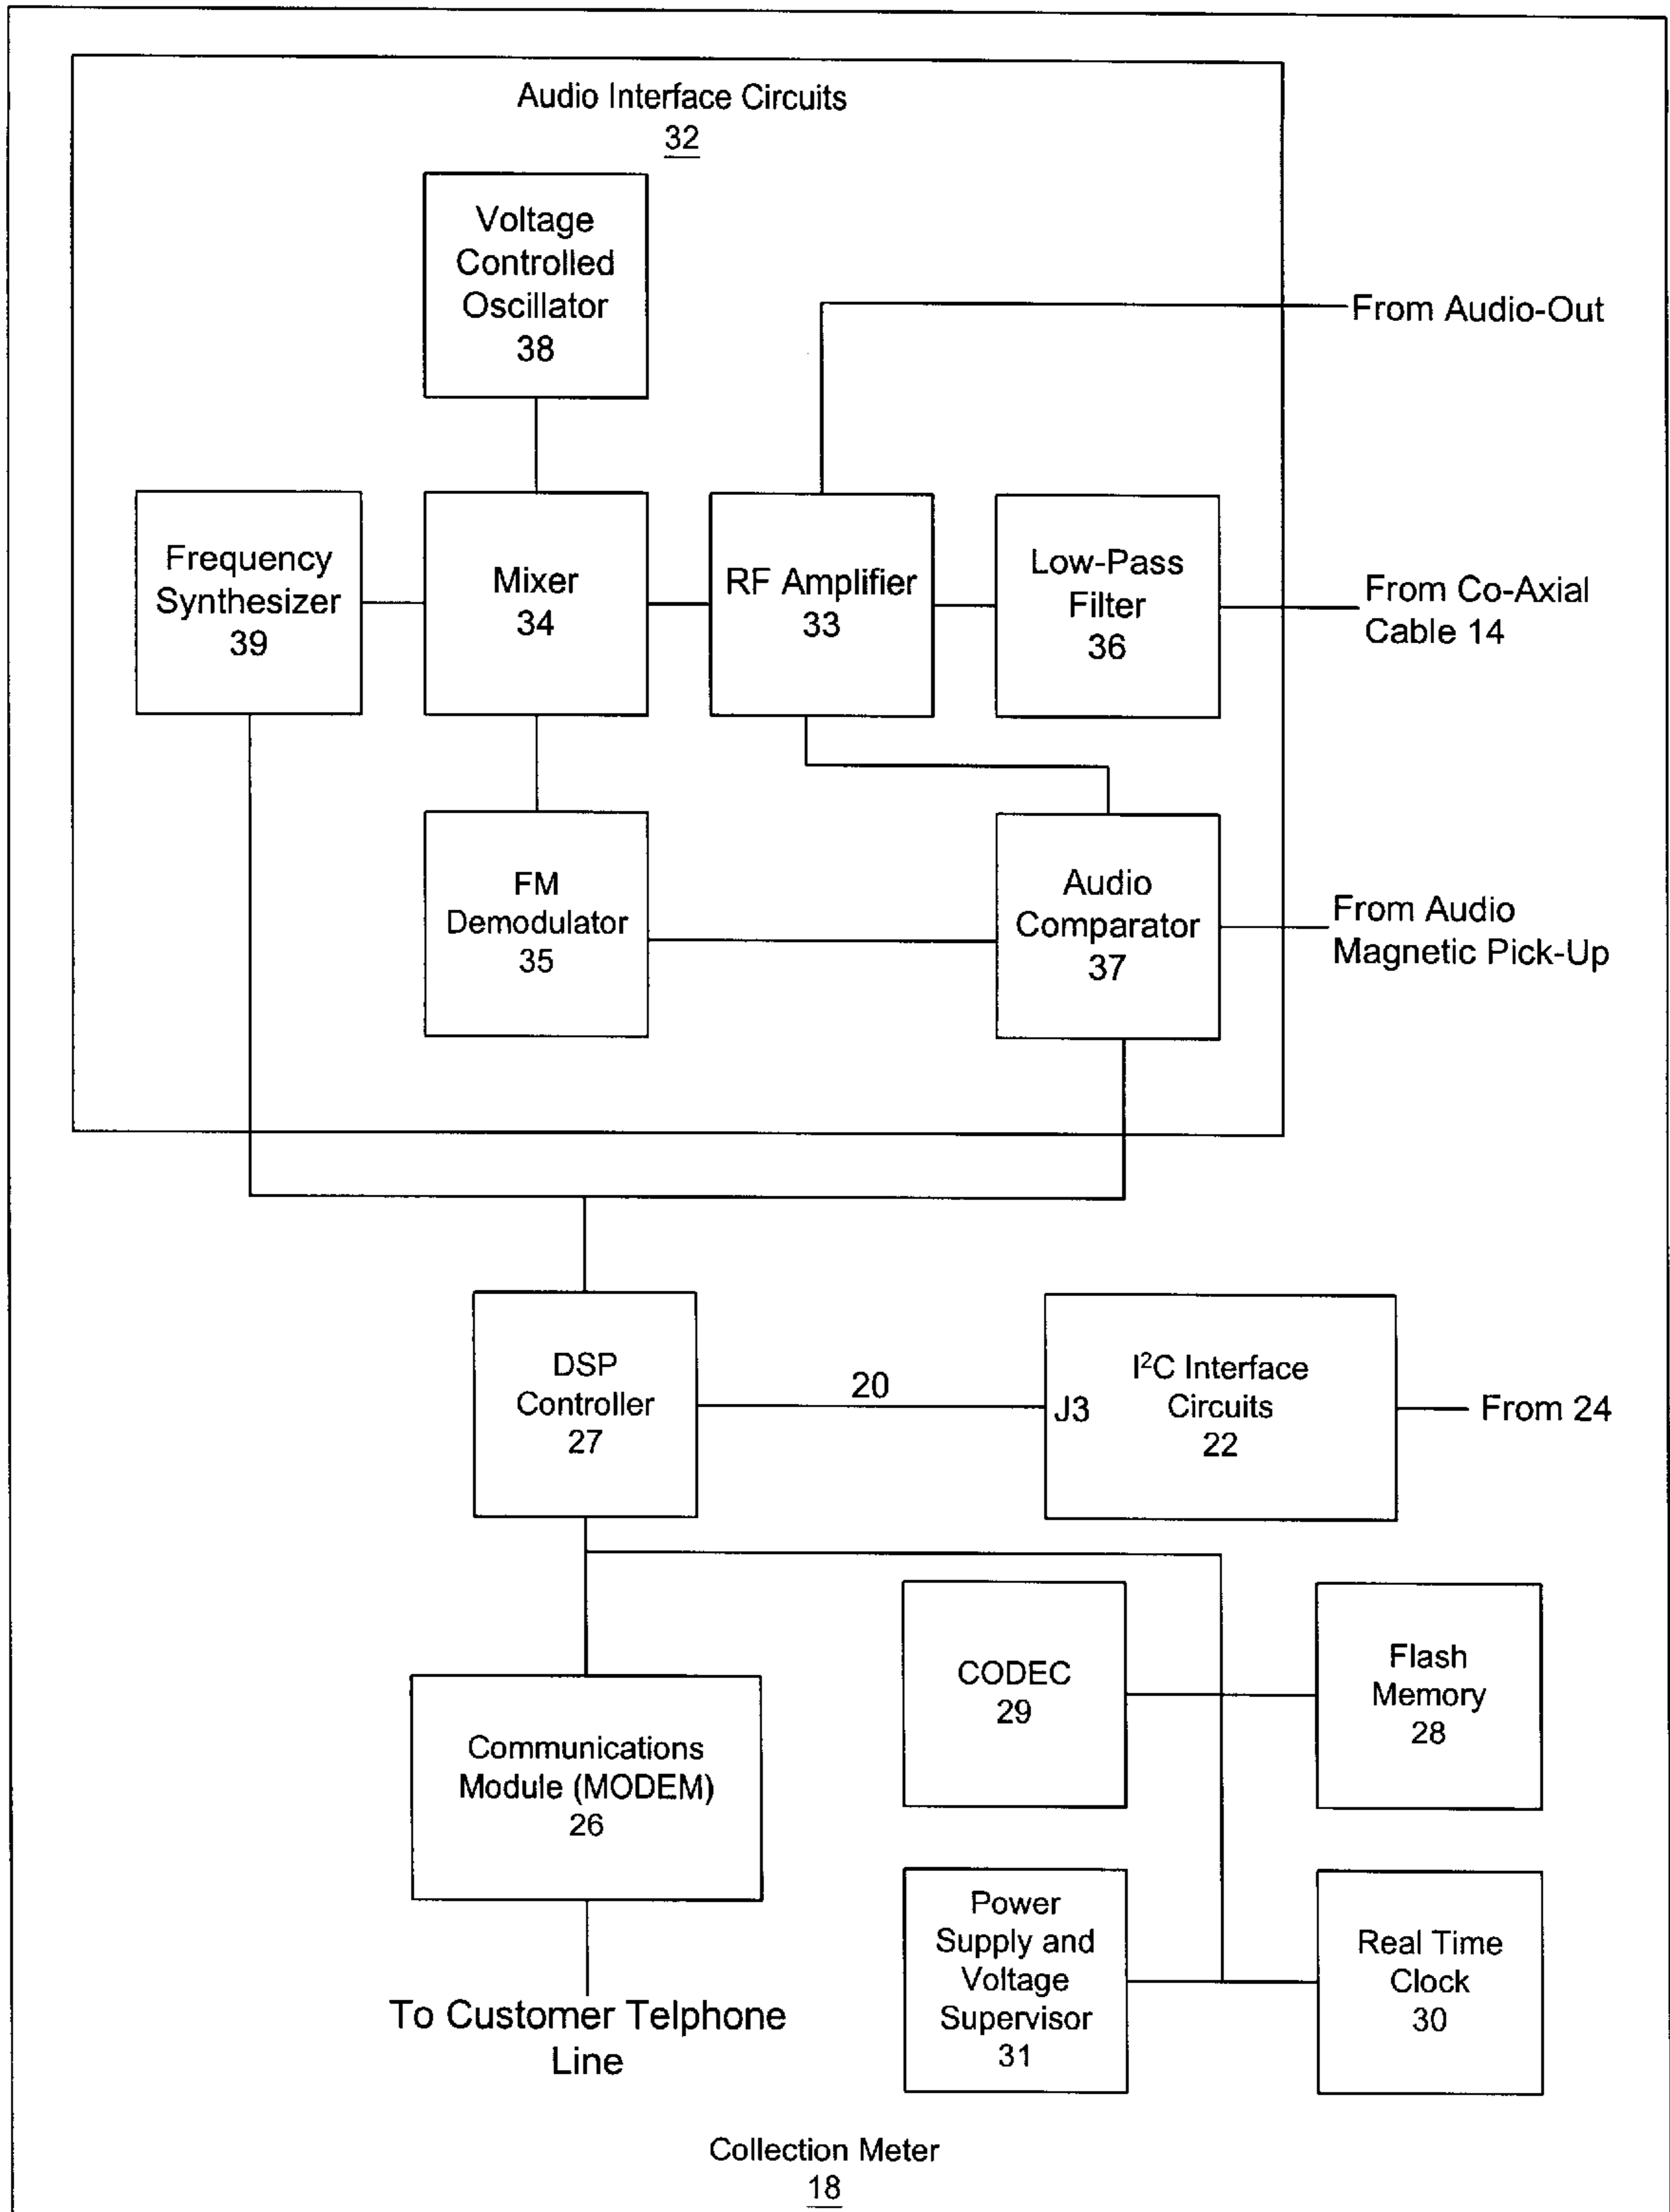 Audio Interface Circuits
32
Voltage
Controlled
Oscillator
38
From Audio-Out
Frequency
Synthesizer
39
Mixer
34
RF Amplifier
33
Low-Pass
Filter
36
From Co-Axial
Cable 14
FM
Demodulator
35
Audio
Comparator
37
From Audio
Magnetic Pick-Up
DSP
Controller
27
20
J3
I²C Interface
Circuits
22
From 24
CODEC
29
Flash
Memory
28
Communications
Module (MODEM)
26
Power
Supply and
Voltage
Supervisor
31
Real Time
Clock
30
To Customer Telphone
Line
Collection Meter
18